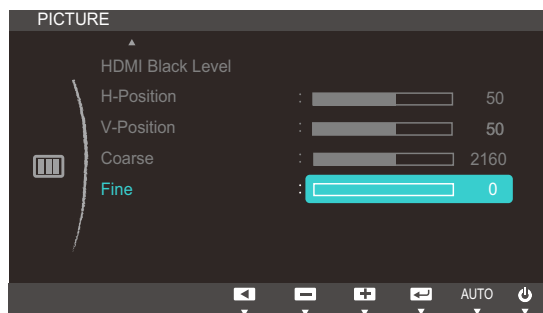 PICTURE
HDMI Black Level
H-Position : 50
V-Position : 50
Coarse : 2160
Fine : 0
AUTO